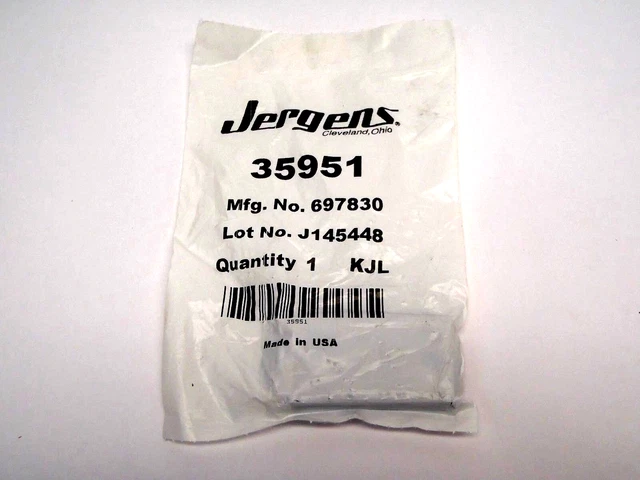 Jergens®
Cleveland, Ohio
35951
Mfg. No. 697830
Lot No. J145448
Quantity 1 KJL
35951
Made in USA